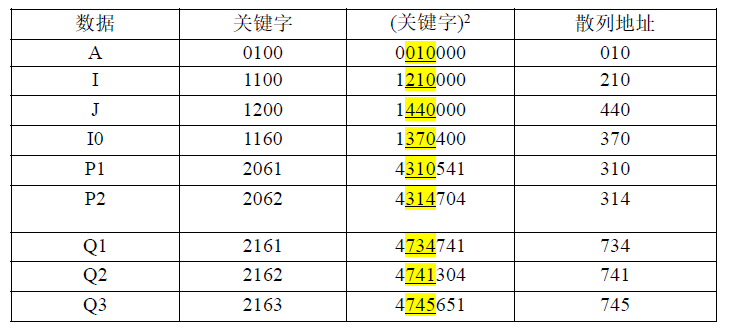 数据 关键字 (关键字)² 散列地址
A 0100 0010000 010
I 1100 1210000 210
J 1200 1440000 440
I0 1160 1370400 370
P1 2061 4310541 310
P2 2062 4314704 314
Q1 2161 4734741 734
Q2 2162 4741304 741
Q3 2163 4745651 745